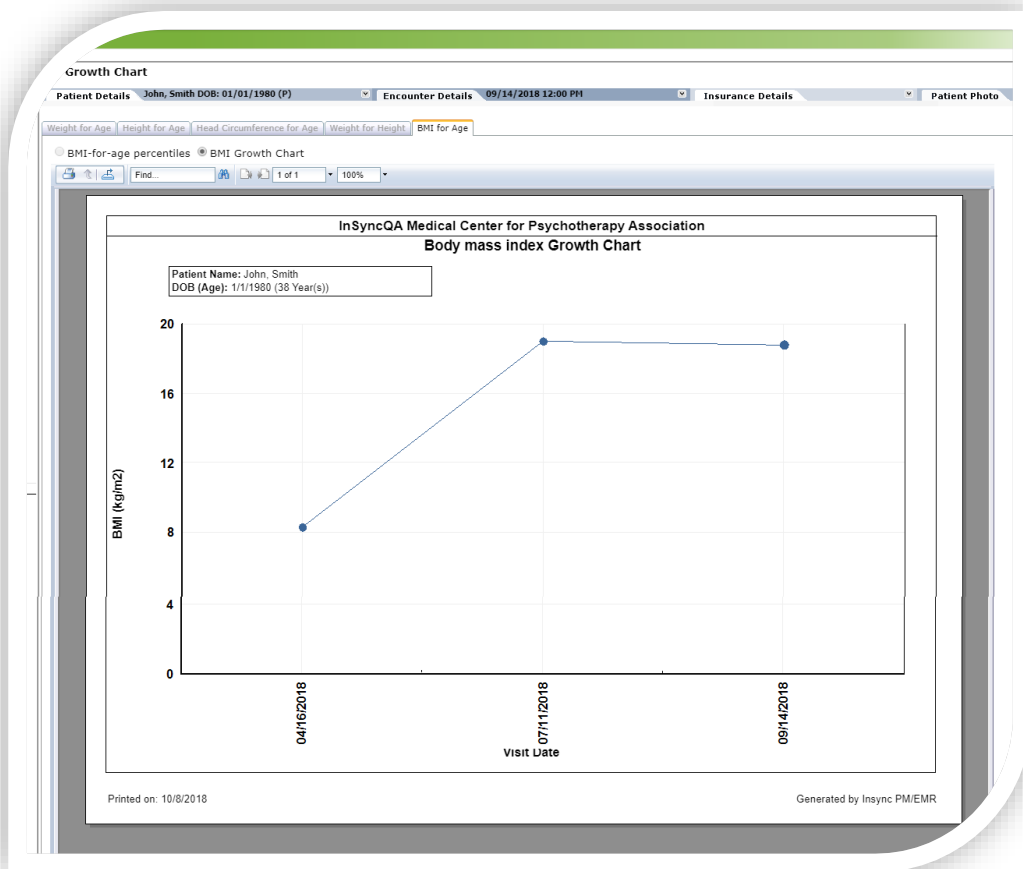 Growth Chart
Patient Details John, Smith DOB: 01/01/1980 (P) Encounter Details 09/14/2018 12:00 PM Insurance Details Patient Photo
Weight for Age Height for Age Head Circumference for Age Weight for Height BMI for Age
BMI-for-age percentiles BMI Growth Chart
Find... 1 of 1 100%
InSyncQA Medical Center for Psychotherapy Association
Body mass index Growth Chart
Patient Name: John, Smith
DOB (Age): 1/1/1980 (38 Year(s))
20
16
12
8
4
0
BMI (kg/m2)
04/16/2018 07/11/2018 09/14/2018
Visit Date
Printed on: 10/8/2018 Generated by Insync PM/EMR